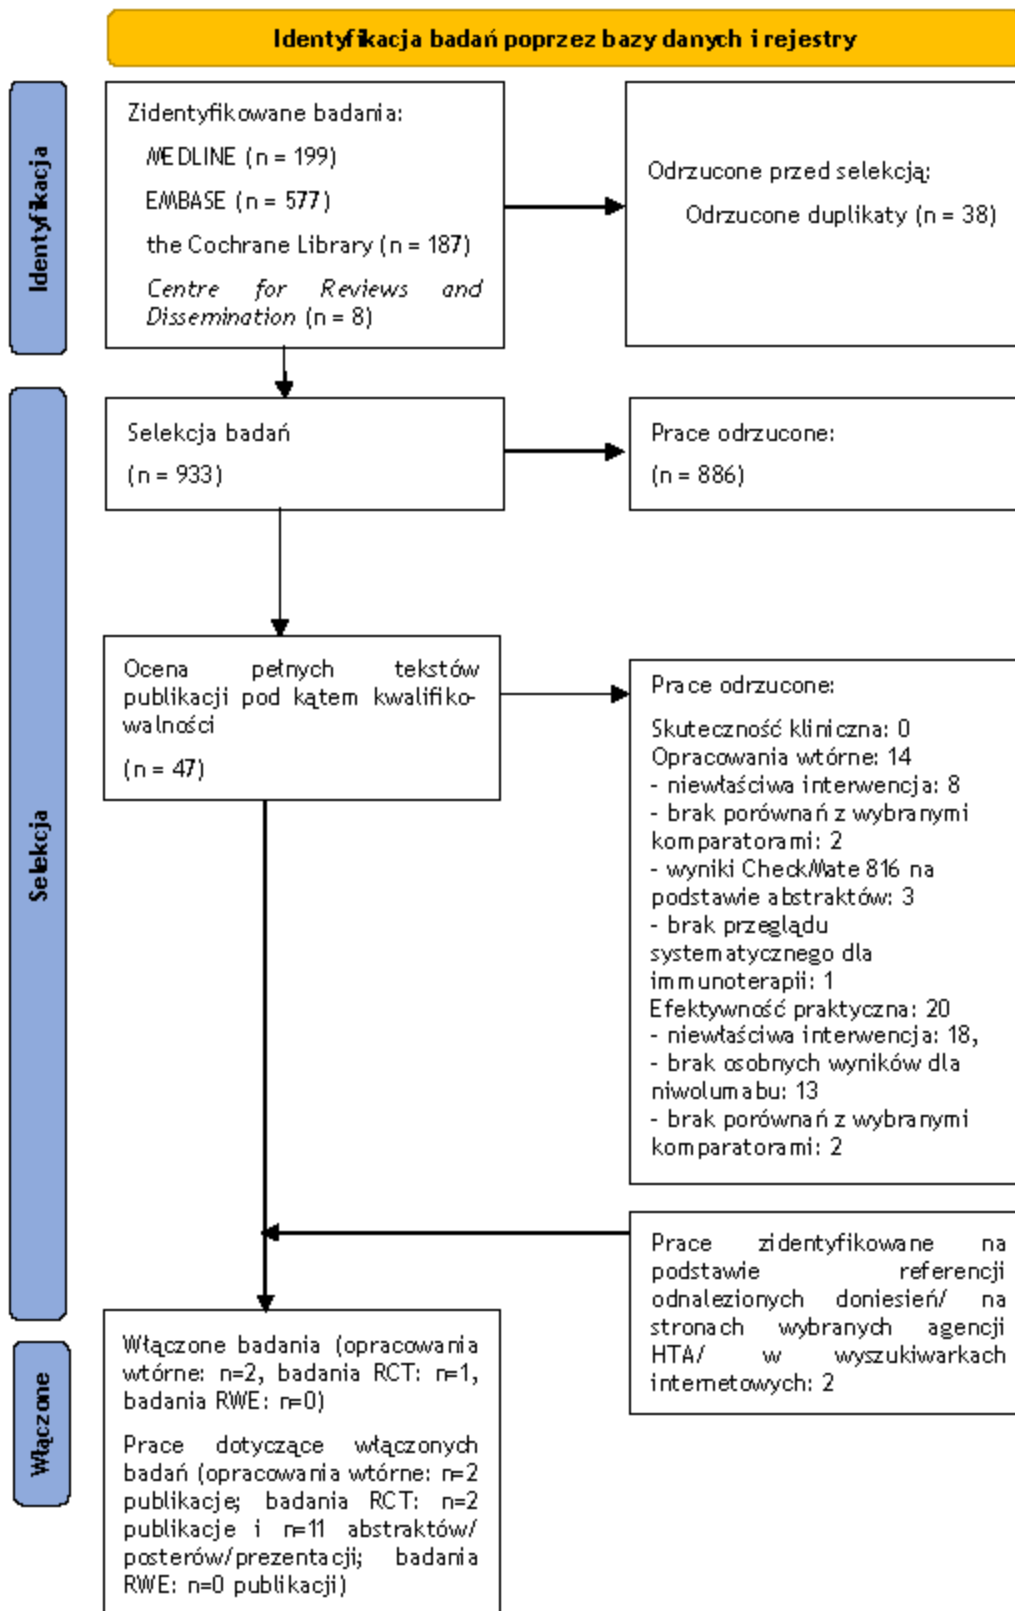 Identyfikacja badań poprzez bazy danych i rejestry
Identyfikacja
Zidentyfikowane badania:
MEDLINE (n = 199)
EMBASE (n = 577)
the Cochrane Library (n = 187)
Centre for Reviews and
Dissemination (n = 8)
Odrzucone przed selekcją:
Odrzucone duplikaty (n = 38)
Selekcja
Selekcja badań
(n = 933)
Prace odrzucone:
(n = 886)
Ocena pełnych tekstów
publikacji pod kątem kwalifiko-
walności
(n = 47)
Prace odrzucone:
Skuteczność kliniczna: 0
Opracowania wtórne: 14
- niewłaściwa interwencja: 8
- brak porównań z wybranymi
komparatorami: 2
- wyniki CheckMate 816 na
podstawie abstraktów: 3
- brak przeglądu
systematycznego dla
immunoterapii: 1
Efektywność praktyczna: 20
- niewłaściwa interwencja: 18,
- brak osobnych wyników dla
niwolumabu: 13
- brak porównań z wybranymi
komparatorami: 2
Prace zidentyfikowane na
podstawie referencji
odnalezionych doniesień/ na
stronach wybranych agencji
HTA/ w wyszukiwarkach
internetowych: 2
Włączone
Włączone badania (opracowania
wtórne: n=2, badania RCT: n=1,
badania RWE: n=0)
Prace dotyczące włączonych
badań (opracowania wtórne: n=2
publikacje; badania RCT: n=2
publikacje i n=11 abstraktów/
posterów/prezentacji; badania
RWE: n=0 publikacji)